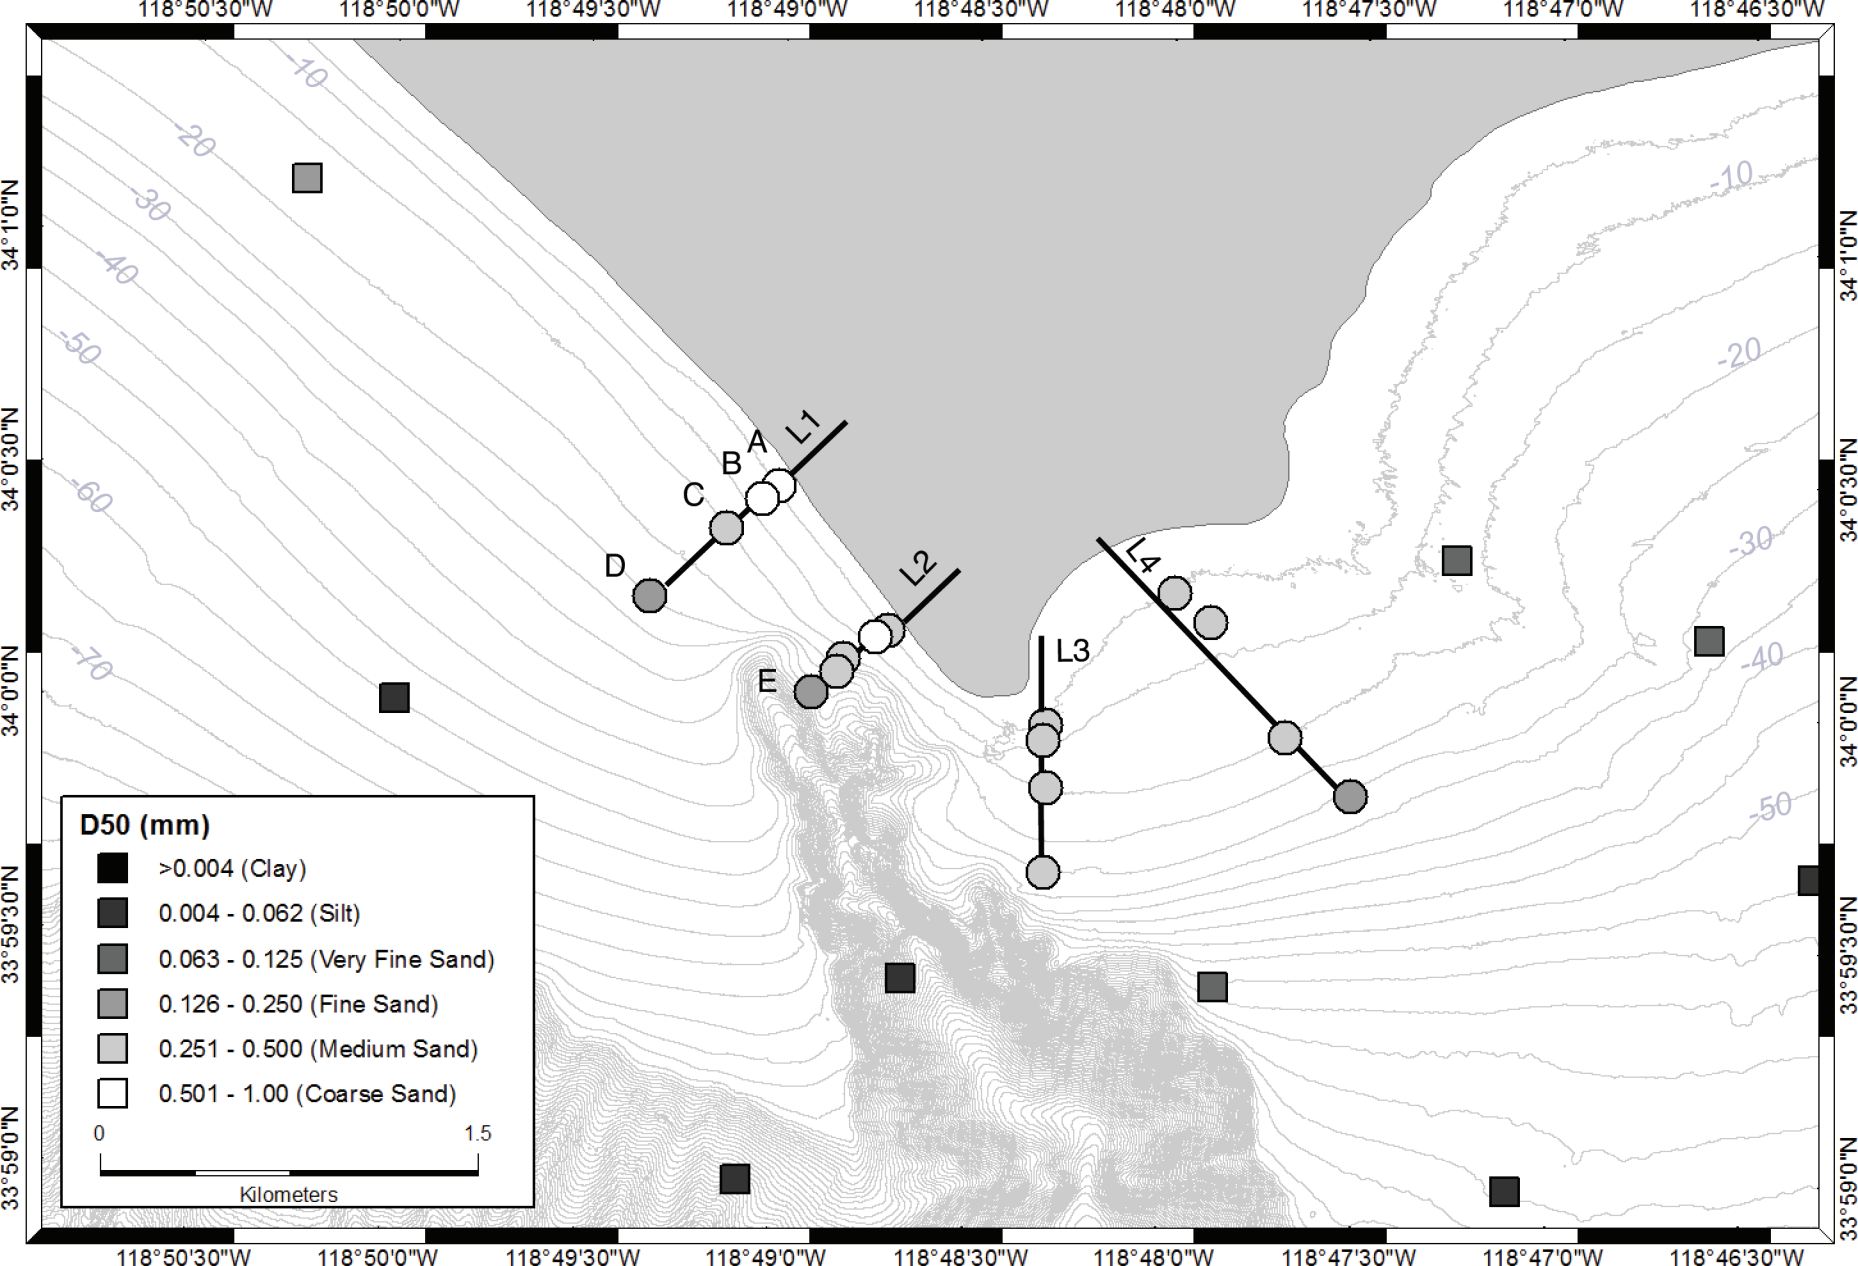 118°50'30"W 118°50'0"W 118°49'30"W 118°49'0"W 118°48'30"W 118°48'0"W 118°47'30"W 118°47'0"W 118°46'30"W
-10
-20
-30
-40
-50
-60
-70
-10
-20
-30
-40
-50
34°1'0"N
34°0'30"N
34°0'0"N
33°59'30"N
33°59'0"N
34°1'0"N
34°0'30"N
34°0'0"N
33°59'30"N
33°59'0"N
A
B
C
D
L1
L2
E
L3
L4
D50 (mm)
>0.004 (Clay)
0.004 - 0.062 (Silt)
0.063 - 0.125 (Very Fine Sand)
0.126 - 0.250 (Fine Sand)
0.251 - 0.500 (Medium Sand)
0.501 - 1.00 (Coarse Sand)
0 1.5
Kilometers
118°50'30"W 118°50'0"W 118°49'30"W 118°49'0"W 118°48'30"W 118°48'0"W 118°47'30"W 118°47'0"W 118°46'30"W